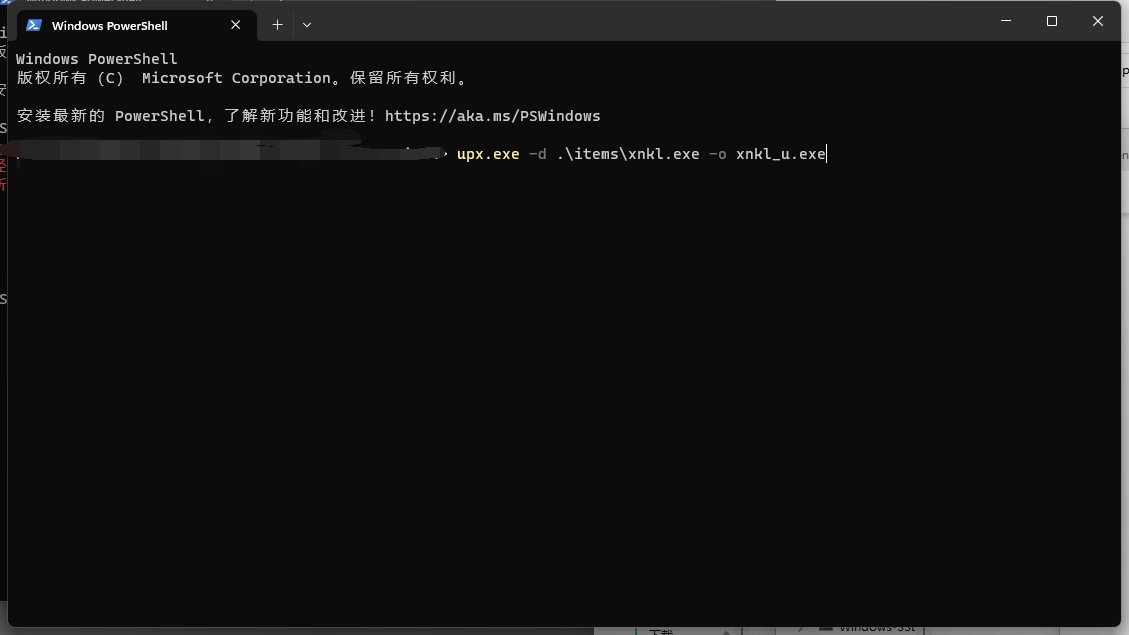 Windows PowerShell
Windows PowerShell
版权所有 (C) Microsoft Corporation。保留所有权利。
安装最新的 PowerShell,了解新功能和改进!https://aka.ms/PSWindows
upx.exe -d .\items\xnkl.exe -o xnkl_u.exe
下载